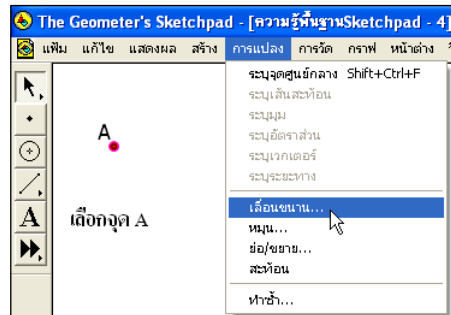 The Geometer's Sketchpad - [ความรู้พื้นฐานSketchpad - 4]
แฟ้ม แก้ไข แสดงผล สร้าง การแปลง การวัด กราฟ หน้าต่าง
ระบุจุดศูนย์กลาง Shift+Ctrl+F
ระบุเส้นสะท้อน
ระบุมุม
ระบุอัตราส่วน
ระบุเวกเตอร์
ระบุระยะทาง
เลื่อนขนาน...
หมุน...
ย่อ/ขยาย...
สะท้อน
ทำซ้ำ...
A
เลือกจุด A
A